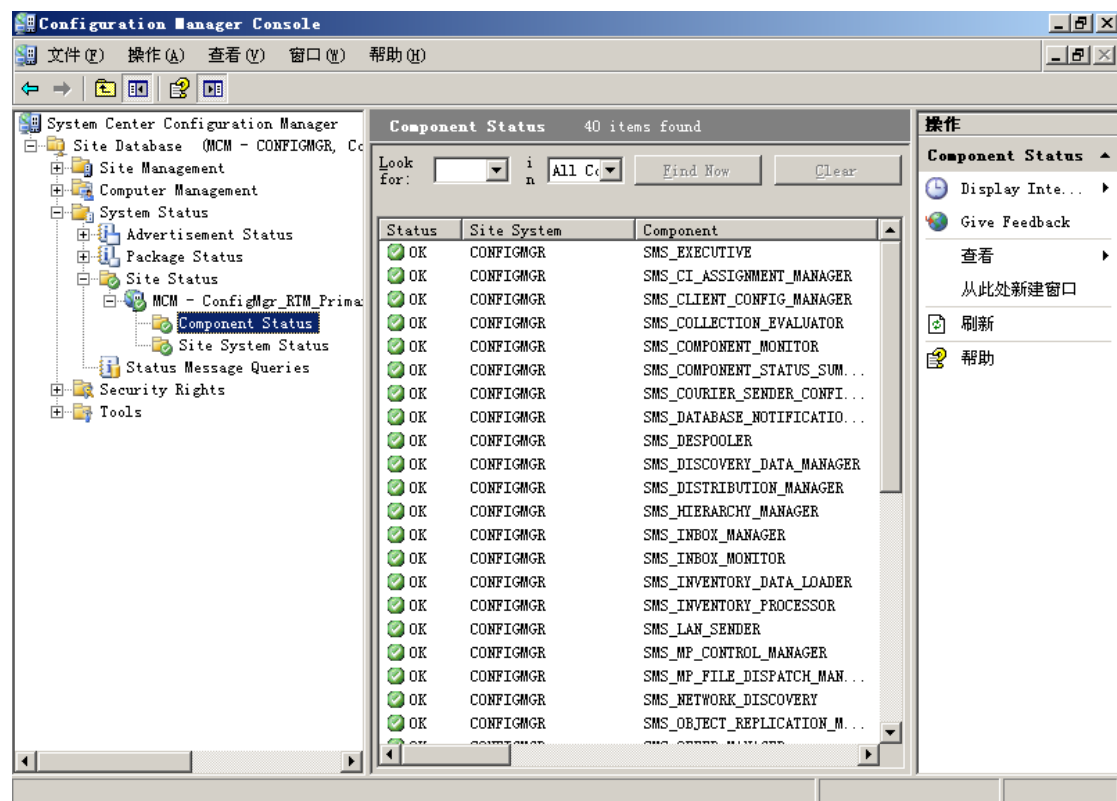 Configuration Manager Console
文件(F) 操作(A) 查看(V) 窗口(W) 帮助(H)
System Center Configuration Manager
Site Database (MCM - CONFIGMGR, Co
Site Management
Computer Management
System Status
Advertisement Status
Package Status
Site Status
MCM - ConfigMgr_RTM_Prima
Component Status
Site System Status
Status Message Queries
Security Rights
Tools
Component Status 40 items found
Look for: in All Co Find Now Clear
Status Site System Component
OK CONFIGMGR SMS_EXECUTIVE
OK CONFIGMGR SMS_CI_ASSIGNMENT_MANAGER
OK CONFIGMGR SMS_CLIENT_CONFIG_MANAGER
OK CONFIGMGR SMS_COLLECTION_EVALUATOR
OK CONFIGMGR SMS_COMPONENT_MONITOR
OK CONFIGMGR SMS_COMPONENT_STATUS_SUM...
OK CONFIGMGR SMS_COURIER_SENDER_CONFI...
OK CONFIGMGR SMS_DATABASE_NOTIFICATIO...
OK CONFIGMGR SMS_DESPOOLER
OK CONFIGMGR SMS_DISCOVERY_DATA_MANAGER
OK CONFIGMGR SMS_DISTRIBUTION_MANAGER
OK CONFIGMGR SMS_HIERARCHY_MANAGER
OK CONFIGMGR SMS_INBOX_MANAGER
OK CONFIGMGR SMS_INBOX_MONITOR
OK CONFIGMGR SMS_INVENTORY_DATA_LOADER
OK CONFIGMGR SMS_INVENTORY_PROCESSOR
OK CONFIGMGR SMS_LAN_SENDER
OK CONFIGMGR SMS_MP_CONTROL_MANAGER
OK CONFIGMGR SMS_MP_FILE_DISPATCH_MAN...
OK CONFIGMGR SMS_NETWORK_DISCOVERY
OK CONFIGMGR SMS_OBJECT_REPLICATION_M...
操作
Component Status
Display Inte...
Give Feedback
查看
从此处新建窗口
刷新
帮助